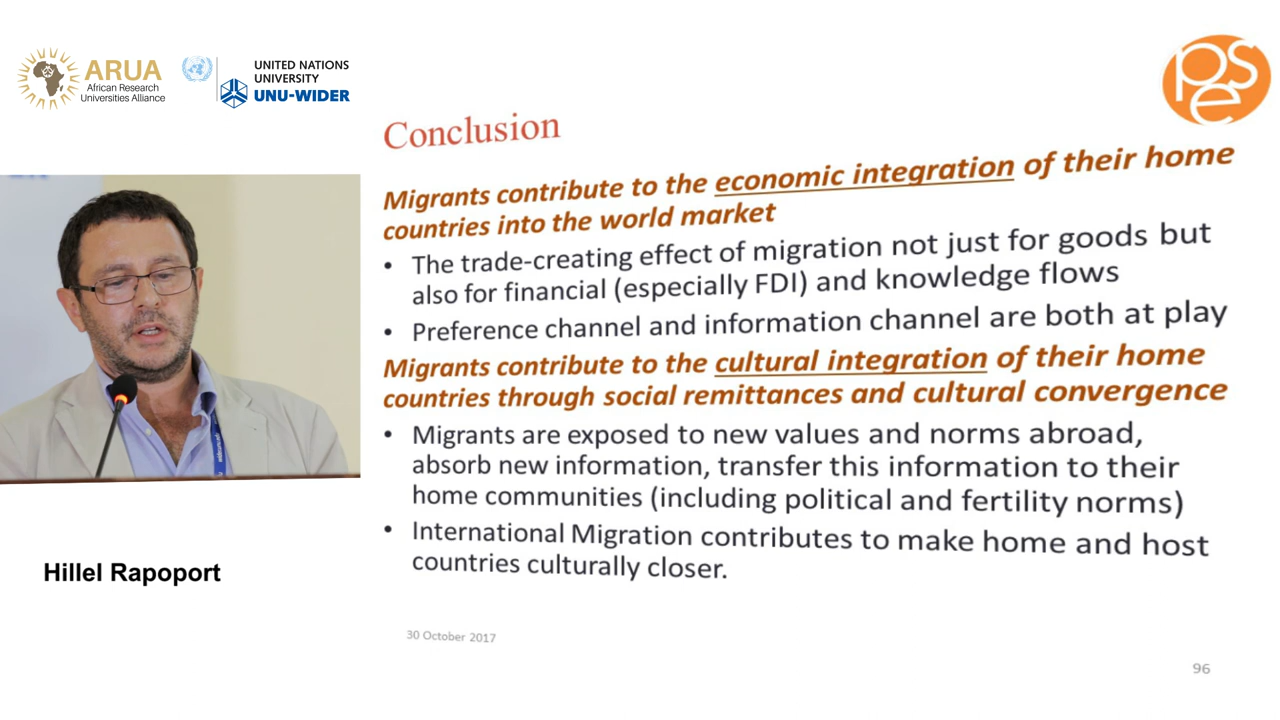 ARUA
African Research
Universities Alliance
UNITED NATIONS
UNIVERSITY
UNU-WIDER
pse
Conclusion
Migrants contribute to the economic integration of their home
countries into the world market
• The trade-creating effect of migration not just for goods but
also for financial (especially FDI) and knowledge flows
• Preference channel and information channel are both at play
Migrants contribute to the cultural integration of their home
countries through social remittances and cultural convergence
• Migrants are exposed to new values and norms abroad,
absorb new information, transfer this information to their
home communities (including political and fertility norms)
• International Migration contributes to make home and host
countries culturally closer.
Hillel Rapoport
30 October 2017
96